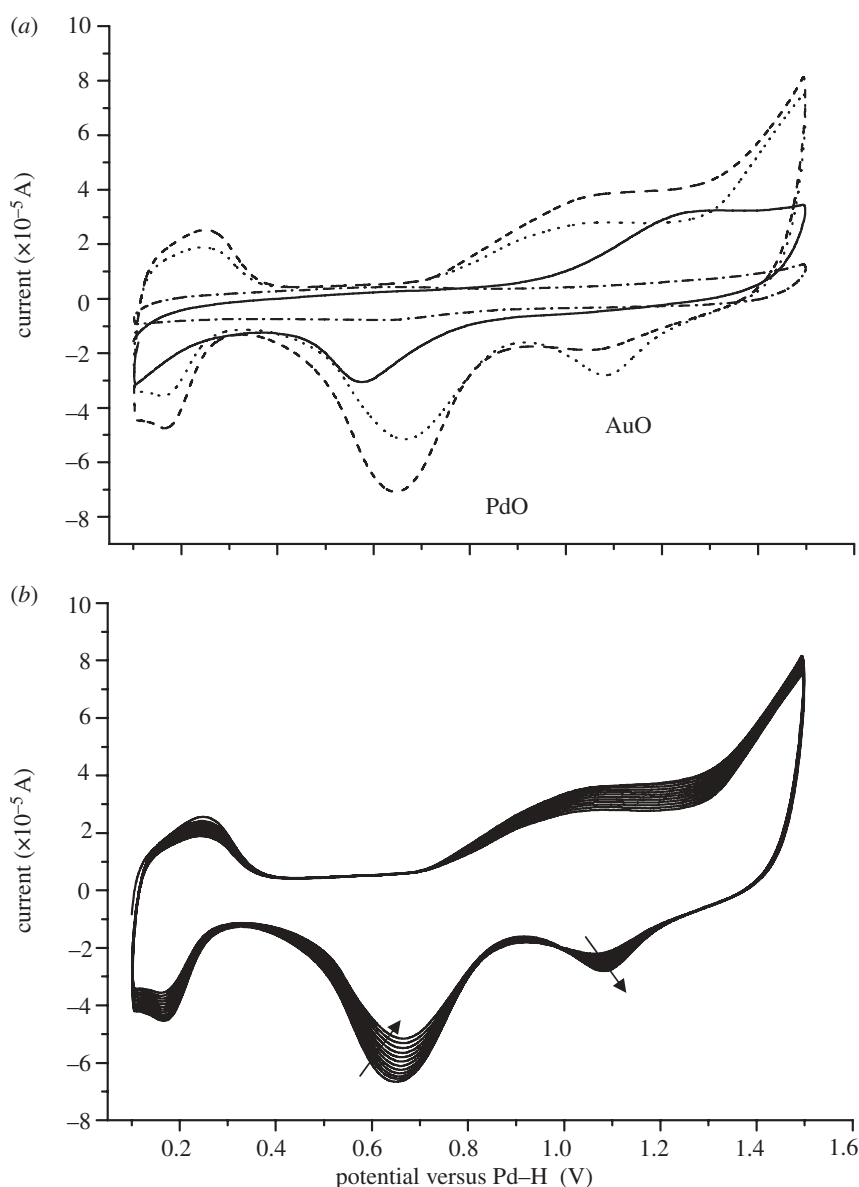 (a)
10
8
6
4
2
0
−2
−4
−6
−8
current (×10⁻⁵ A)
AuO
PdO
(b)
10
8
6
4
2
0
−2
−4
−6
−8
current (×10⁻⁵ A)
0.2 0.4 0.6 0.8 1.0 1.2 1.4 1.6
potential versus Pd–H (V)